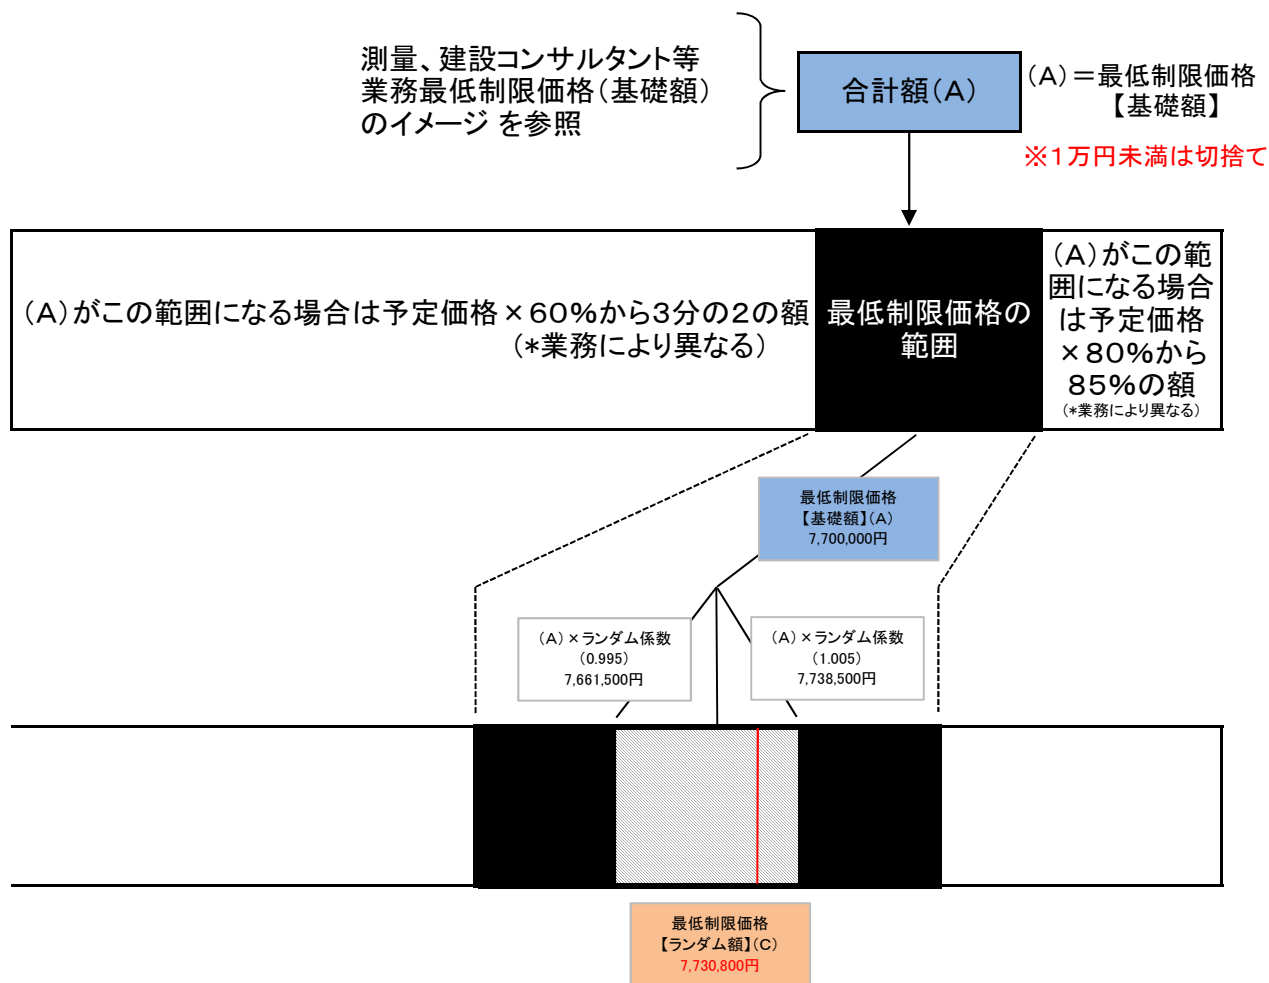 測量、建設コンサルタント等
業務最低制限価格（基礎額）
のイメージ を参照
合計額（A）
（A）＝最低制限価格
【基礎額】
※１万円未満は切捨て
（A）がこの範囲になる場合は予定価格×60%から3分の2の額
（*業務により異なる）
最低制限価格の
範囲
（A）がこの範
囲になる場合
は予定価格
×80%から
85%の額
（*業務により異なる）
最低制限価格
【基礎額】（A）
7,700,000円
（A）×ランダム係数
（0.995）
7,661,500円
（A）×ランダム係数
（1.005）
7,738,500円
最低制限価格
【ランダム額】（C）
7,730,800円